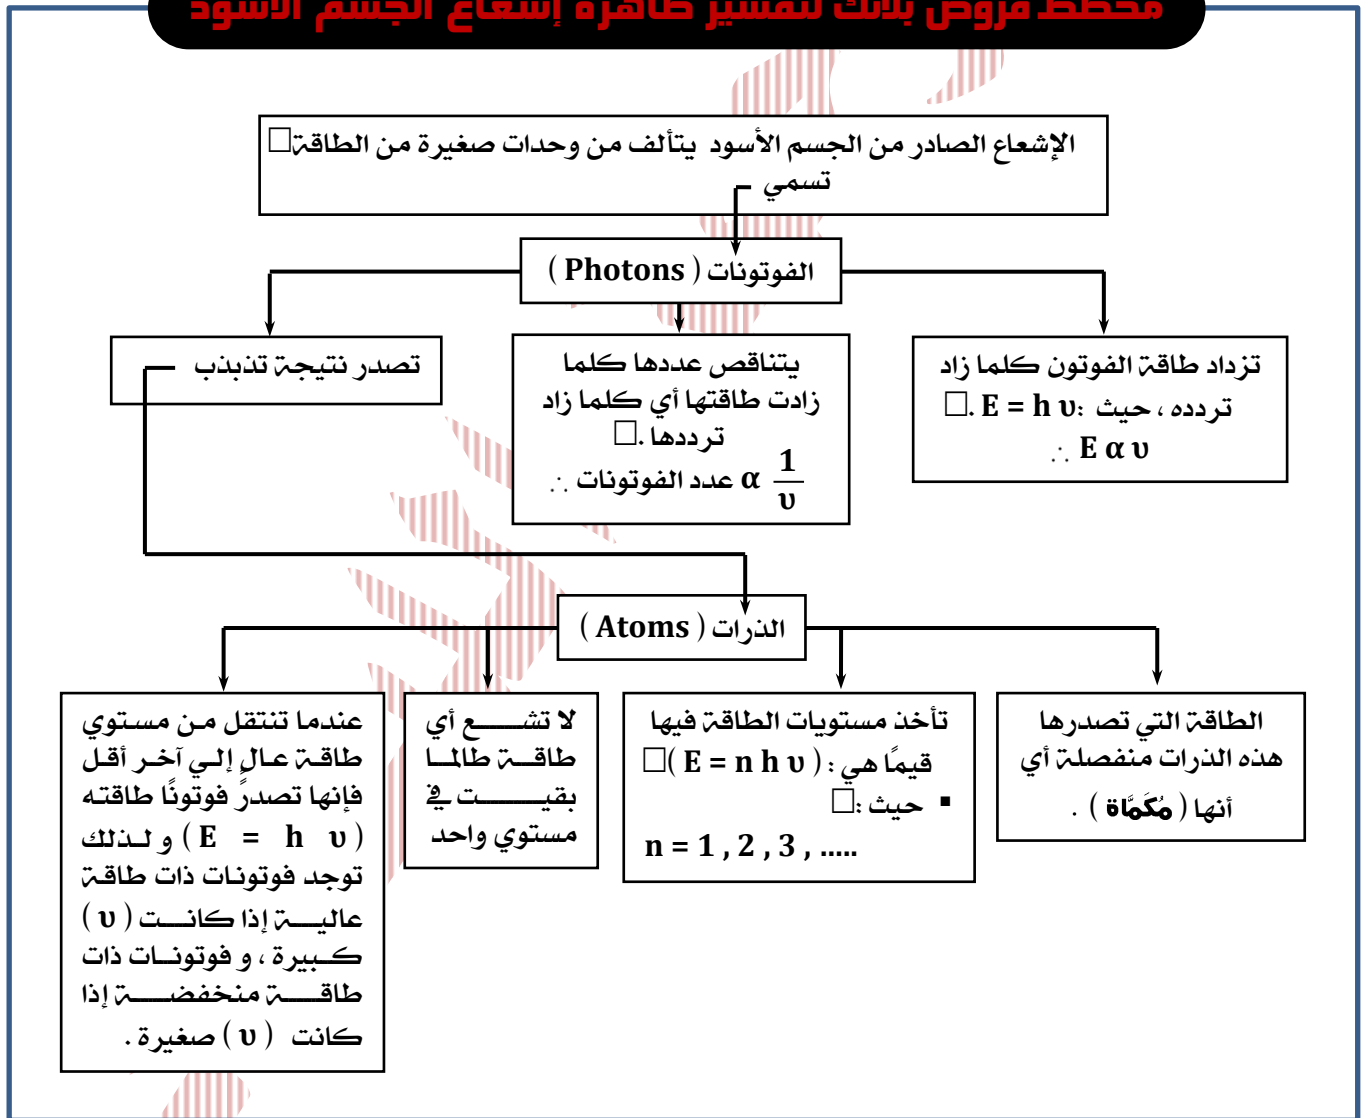 مخطط فروض بلانك لتفسير ظاهرة إشعاع الجسم الأسود
الإشعاع الصادر من الجسم الأسود يتألف من وحدات صغيرة من الطاقة
تسمي
الفوتونات ( Photons )
تزداد طاقة الفوتون كلما زاد
تردده ، حيث : E = h υ .
∴ E α υ
يتناقص عددها كلما
زادت طاقتها أي كلما زاد
ترددها .
∴ عدد الفوتونات α 1/υ
تصدر نتيجة تذبذب
الذرات ( Atoms )
الطاقة التي تصدرها
هذه الذرات منفصلة أي
أنها ( مُكَمَّاة ) .
تأخذ مستويات الطاقة فيها
قيمًا هي : ( E = n h υ )
▪ حيث :
n = 1 , 2 , 3 , .....
لا تشع أي
طاقة طالما
بقيت في
مستوي واحد
عندما تنتقل من مستوي
طاقة عالٍ إلي آخر أقل
فإنها تصدرُ فوتونًا طاقته
( E = h υ ) و لذلك
توجد فوتونات ذات طاقة
عالية إذا كانت ( υ )
كبيرة ، و فوتونات ذات
طاقة منخفضة إذا
كانت ( υ ) صغيرة .